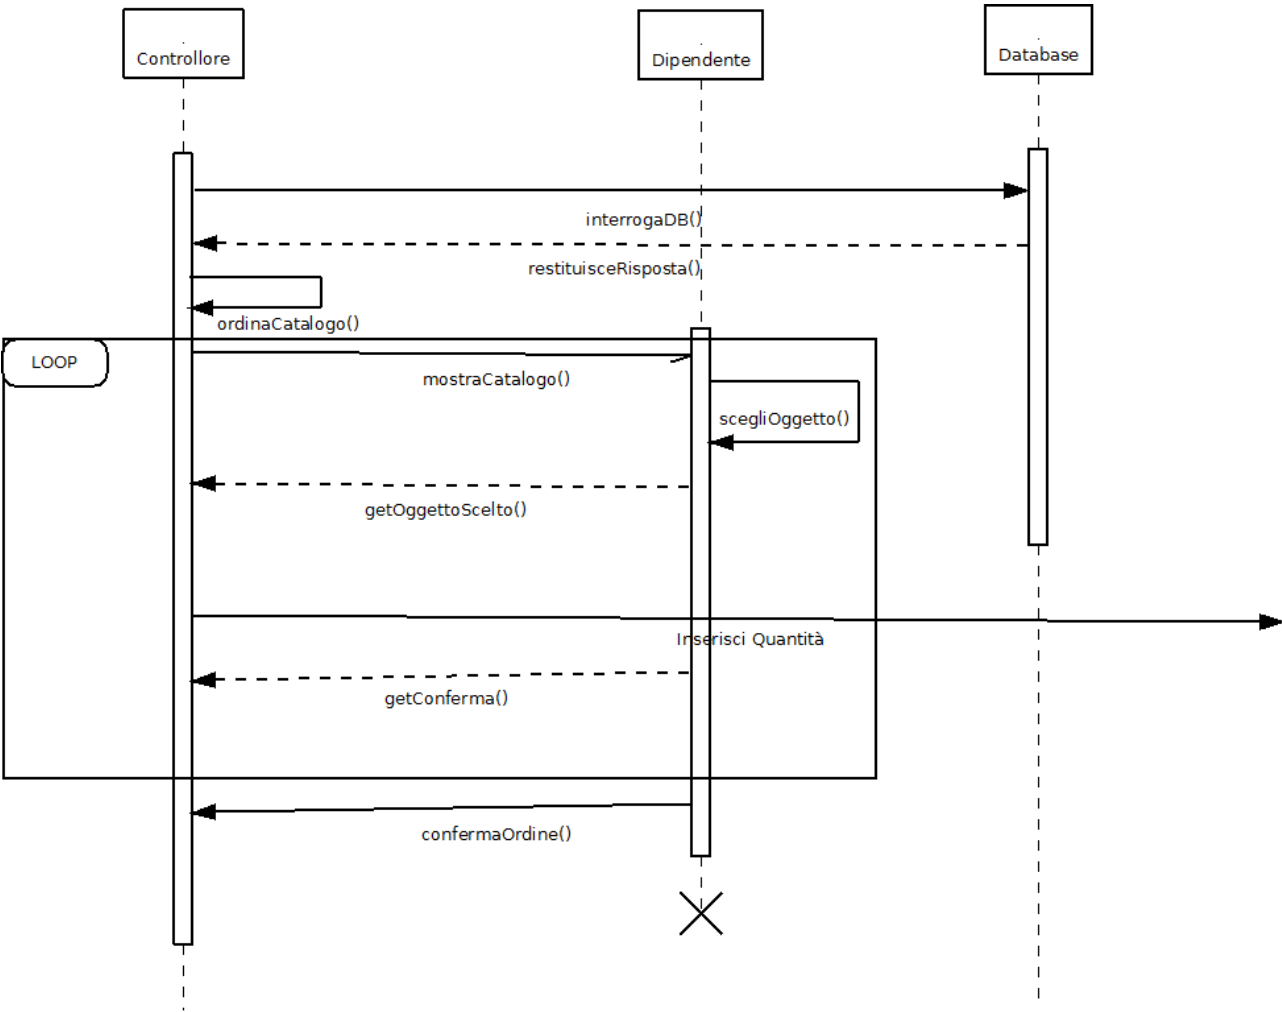 Controllore
Dipendente
Database
interrogaDB()
restituisceRisposta()
ordinaCatalogo()
LOOP
mostraCatalogo()
scegliOggetto()
getOggettoScelto()
Inserisci Quantità
getConferma()
confermaOrdine()